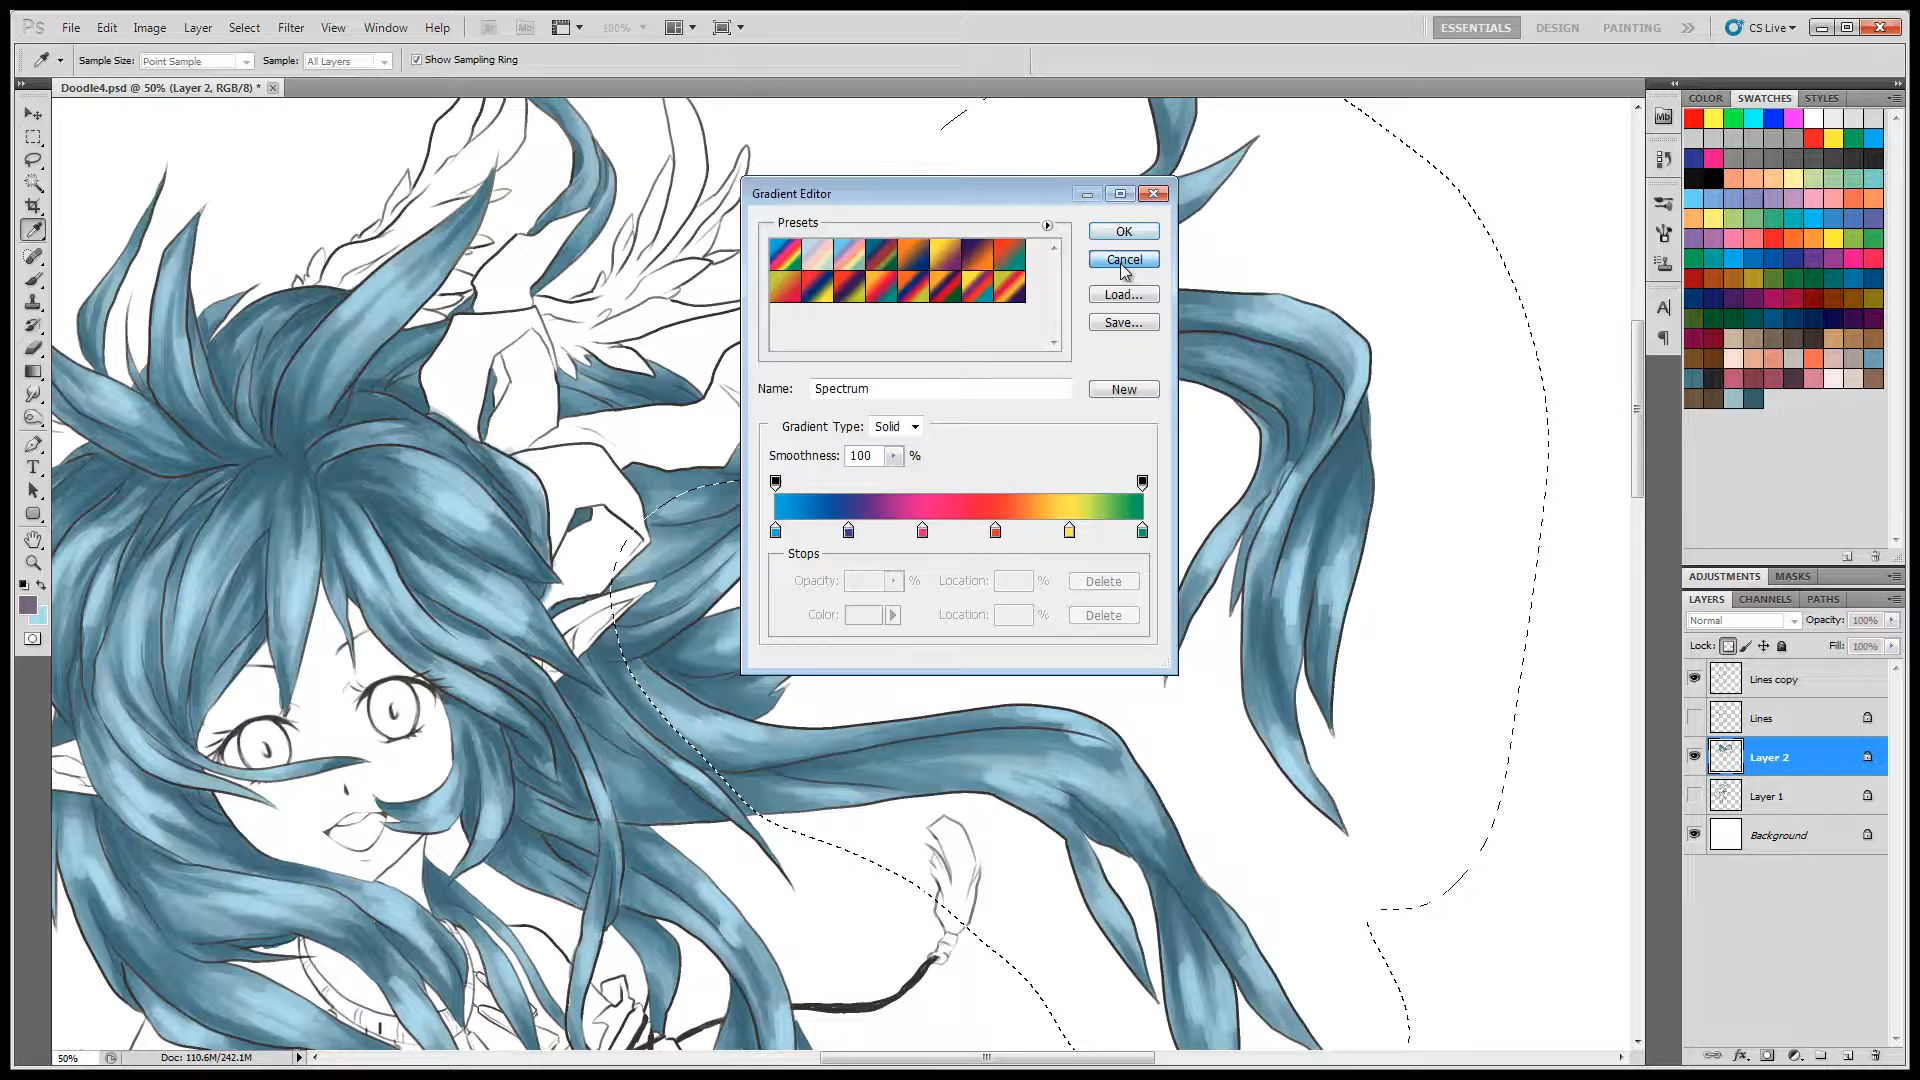 Ps File Edit Image Layer Select Filter View Window Help Br Mb 100% ESSENTIALS DESIGN PAINTING CS Live
Sample Size: Point Sample Sample: All Layers Show Sampling Ring
Doodle4.psd @ 50% (Layer 2, RGB/8) *
COLOR SWATCHES STYLES
Mb
Gradient Editor
Presets
OK
Cancel
Load...
Save...
Name: Spectrum New
Gradient Type: Solid
Smoothness: 100 %
Stops
Opacity: % Location: % Delete
Color: Location: % Delete
ADJUSTMENTS MASKS
LAYERS CHANNELS PATHS
Normal Opacity: 100%
Lock: Fill: 100%
Lines copy
Lines
Layer 2
Layer 1
Background
50% Doc: 110.6M/242.1M